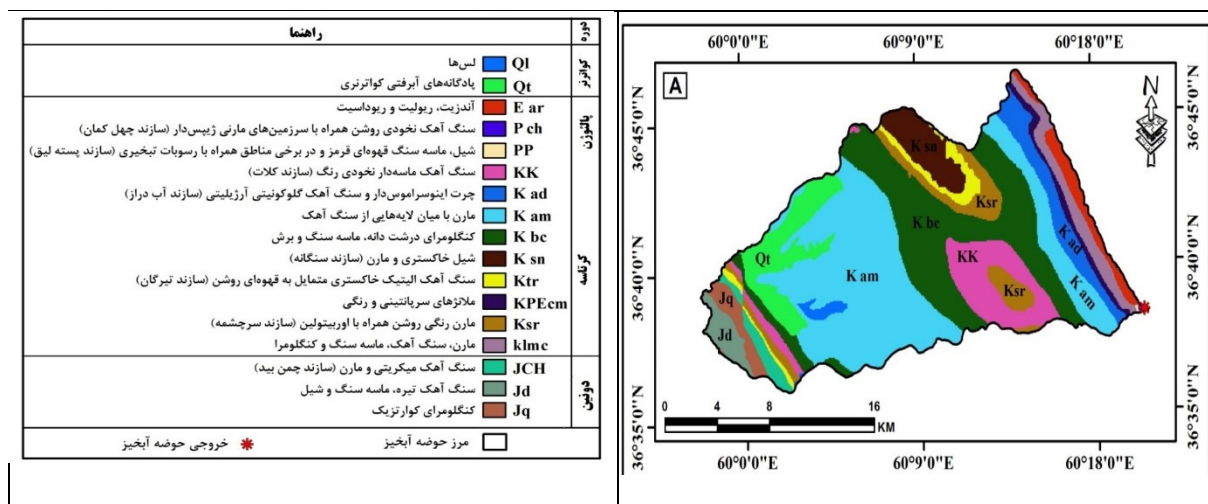 راهنما
دوره
کواترنر
لس‌ها Ql
پادگانه‌های آبرفتی کواترنری Qt
پالئوژن
آندزیت، ریولیت و ریوداسیت E ar
سنگ آهک نخودی روشن همراه با سرزمین‌های مارنی ژیپس‌دار (سازند چهل کمان) P ch
شیل، ماسه سنگ قهوه‌ای قرمز و در برخی مناطق همراه با رسوبات تبخیری (سازند پسته لیق) PP
سنگ آهک ماسه‌دار نخودی رنگ (سازند کلات) KK
چرت اینوسراموس‌دار و سنگ آهک گلوکونیتی آرژیلیتی (سازند آب دراز) K ad
مارن با میان لایه‌هایی از سنگ آهک K am
کرتاسه
کنگلومرای درشت دانه، ماسه سنگ و برش K bc
شیل خاکستری و مارن (سازند سنگانه) K sn
سنگ آهک الیتیک خاکستری متمایل به قهوه‌ای روشن (سازند تیرگان) Ktr
ملانژهای سرپانتینی و رنگی KPEcm
مارن رنگی روشن همراه با اوربیتولین (سازند سرچشمه) Ksr
مارن، سنگ آهک، ماسه سنگ و کنگلومرا klmc
دونین
سنگ آهک میکریتی و مارن (سازند چمن بید) JCH
سنگ آهک تیره، ماسه سنگ و شیل Jd
کنگلومرای کوارتزیک Jq
مرز حوضه آبخیز
خروجی حوضه آبخیز
60°0'0"E 60°9'0"E 60°18'0"E
A
N
36°45'0"N 36°45'0"N
36°40'0"N 36°40'0"N
36°35'0"N 36°35'0"N
K sn
Ksr
K bc
Qt
K am
KK
K ad
Ksr
K am
Jq
Jd
0 4 8 16
KM
60°0'0"E 60°9'0"E 60°18'0"E